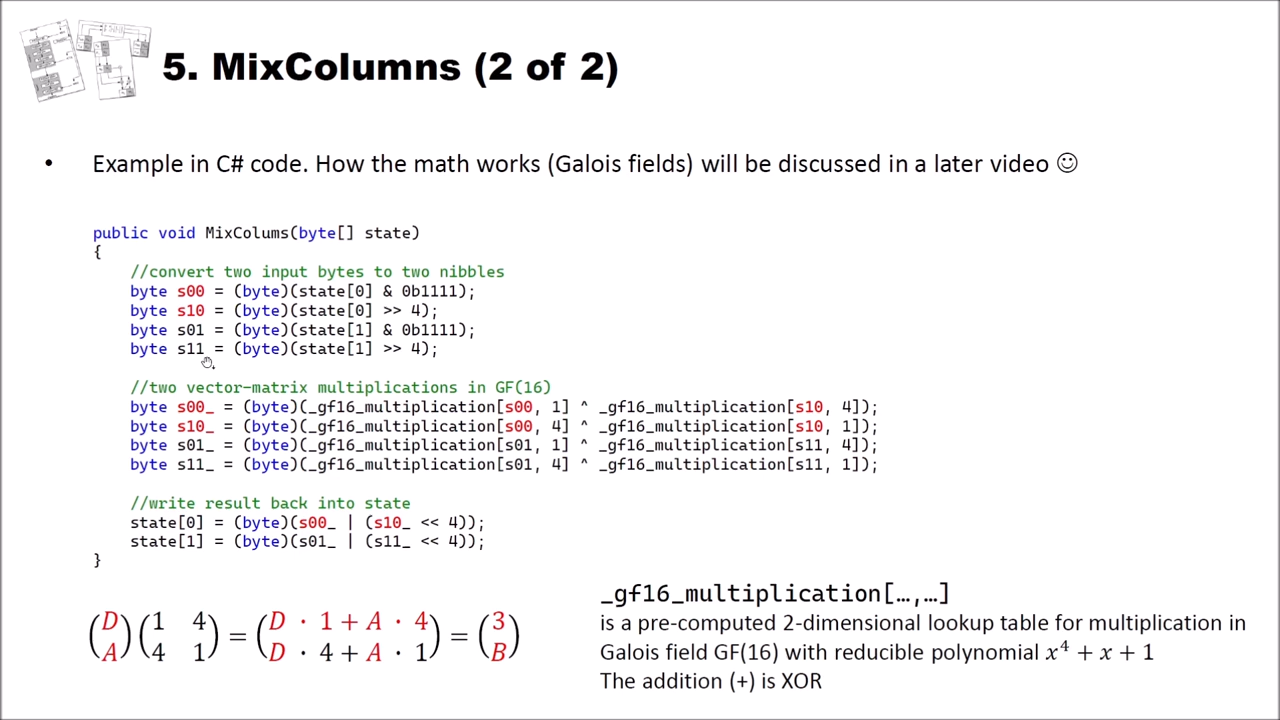 5. MixColumns (2 of 2)
• Example in C# code. How the math works (Galois fields) will be discussed in a later video ☺
public void MixColums(byte[] state)
{
//convert two input bytes to two nibbles
byte s00 = (byte)(state[0] & 0b1111);
byte s10 = (byte)(state[0] >> 4);
byte s01 = (byte)(state[1] & 0b1111);
byte s11 = (byte)(state[1] >> 4);
//two vector-matrix multiplications in GF(16)
byte s00_ = (byte)(_gf16_multiplication[s00, 1] ^ _gf16_multiplication[s10, 4]);
byte s10_ = (byte)(_gf16_multiplication[s00, 4] ^ _gf16_multiplication[s10, 1]);
byte s01_ = (byte)(_gf16_multiplication[s01, 1] ^ _gf16_multiplication[s11, 4]);
byte s11_ = (byte)(_gf16_multiplication[s01, 4] ^ _gf16_multiplication[s11, 1]);
//write result back into state
state[0] = (byte)(s00_ | (s10_ << 4));
state[1] = (byte)(s01_ | (s11_ << 4));
}
(D A)(1 4 4 1) = (D · 1 + A · 4 D · 4 + A · 1) = (3 B)
_gf16_multiplication[…,…]
is a pre-computed 2-dimensional lookup table for multiplication in
Galois field GF(16) with reducible polynomial x⁴ + x + 1
The addition (+) is XOR